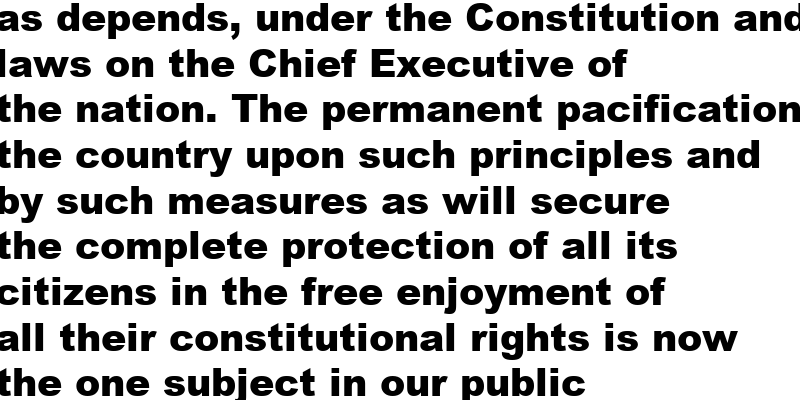 as depends, under the Constitution and
laws on the Chief Executive of
the nation. The permanent pacification
the country upon such principles and
by such measures as will secure
the complete protection of all its
citizens in the free enjoyment of
all their constitutional rights is now
the one subject in our public